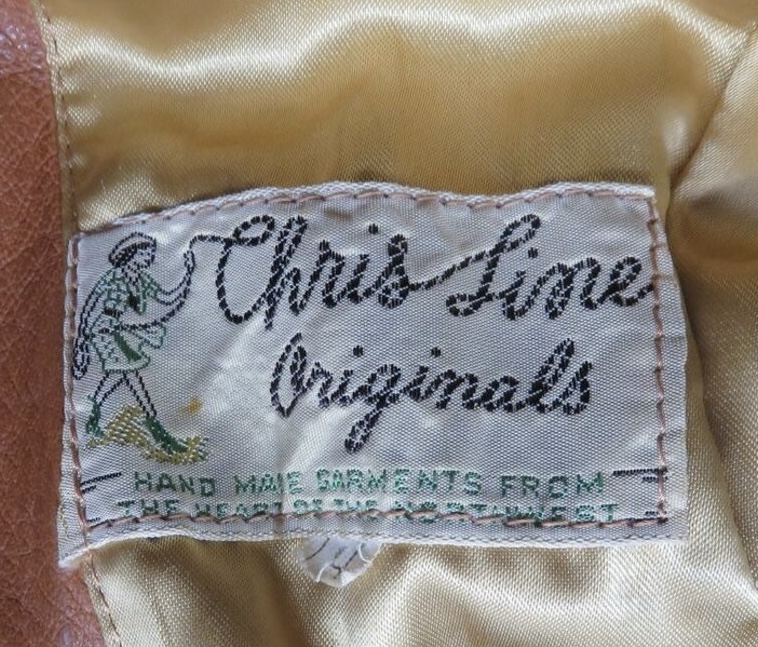 Chris Line
Originals
HAND MADE GARMENTS FROM
THE HEART OF THE NORTHWEST